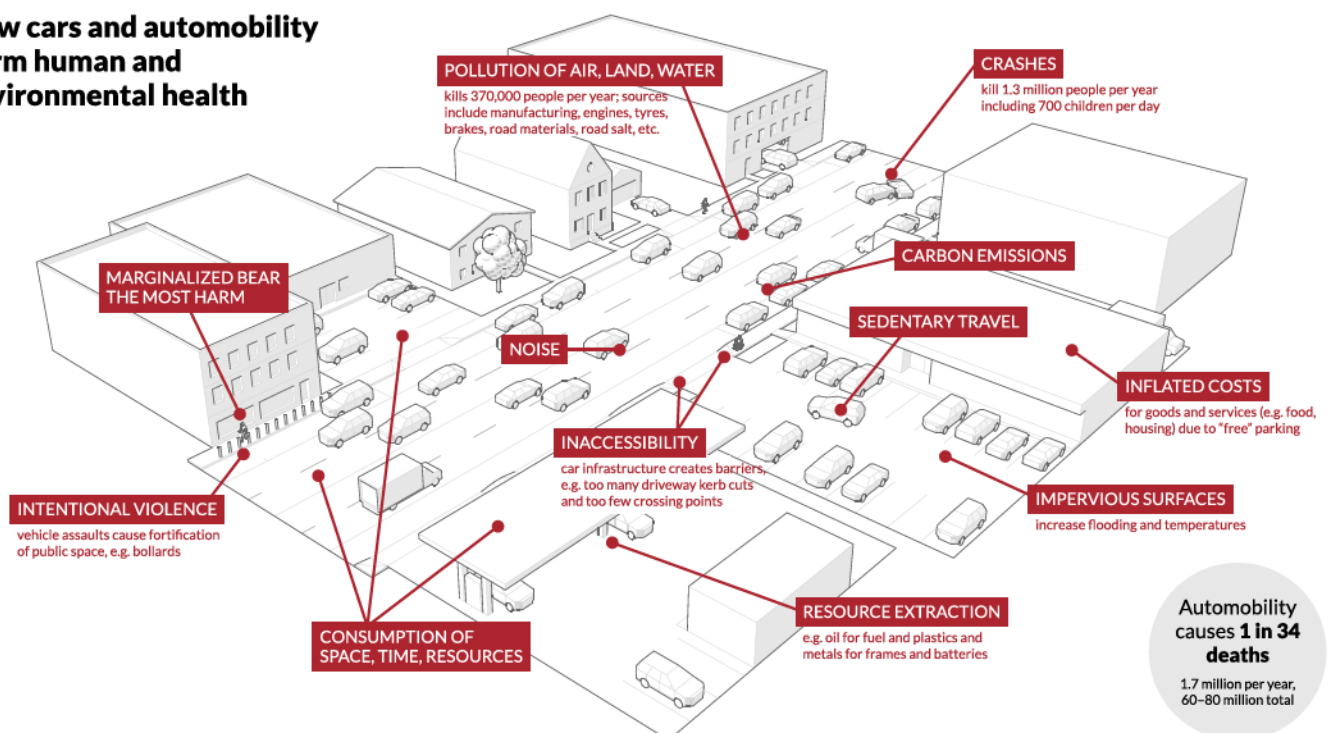 w cars and automobility
rm human and
vironmental health
POLLUTION OF AIR, LAND, WATER
kills 370,000 people per year; sources
include manufacturing, engines, tyres,
brakes, road materials, road salt, etc.
CRASHES
kill 1.3 million people per year
including 700 children per day
MARGINALIZED BEAR
THE MOST HARM
CARBON EMISSIONS
SEDENTARY TRAVEL
NOISE
INFLATED COSTS
for goods and services (e.g. food,
housing) due to "free" parking
INACCESSIBILITY
car infrastructure creates barriers,
e.g. too many driveway kerb cuts
and too few crossing points
INTENTIONAL VIOLENCE
vehicle assaults cause fortification
of public space, e.g. bollards
IMPERVIOUS SURFACES
increase flooding and temperatures
CONSUMPTION OF
SPACE, TIME, RESOURCES
RESOURCE EXTRACTION
e.g. oil for fuel and plastics and
metals for frames and batteries
Automobility
causes 1 in 34
deaths
1.7 million per year,
60–80 million total